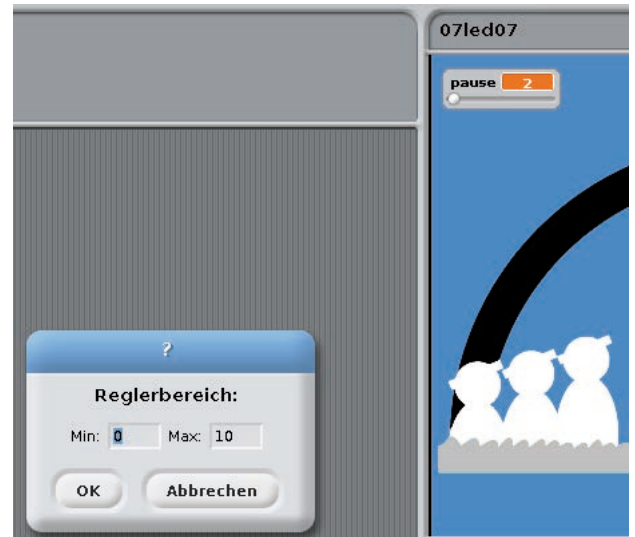 07led07
pause 2
?
Reglerbereich:
Min: 0 Max: 10
OK Abbrechen